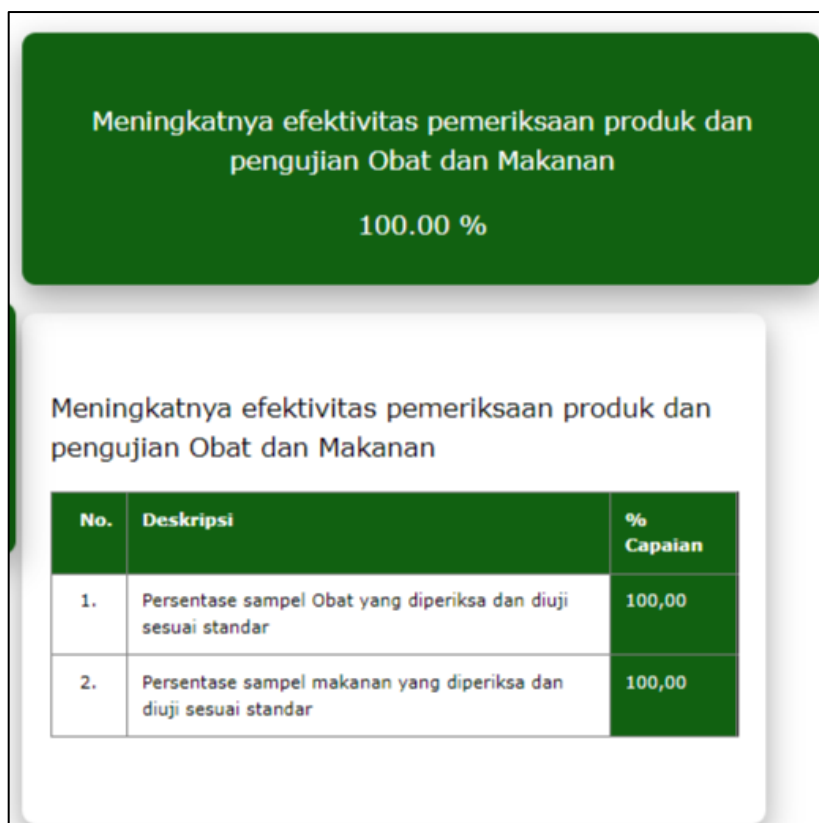 Meningkatnya efektivitas pemeriksaan produk dan
pengujian Obat dan Makanan
100.00 %
Meningkatnya efektivitas pemeriksaan produk dan
pengujian Obat dan Makanan
No. Deskripsi %
Capaian
1. Persentase sampel Obat yang diperiksa dan diuji 100,00
sesuai standar
2. Persentase sampel makanan yang diperiksa dan 100,00
diuji sesuai standar